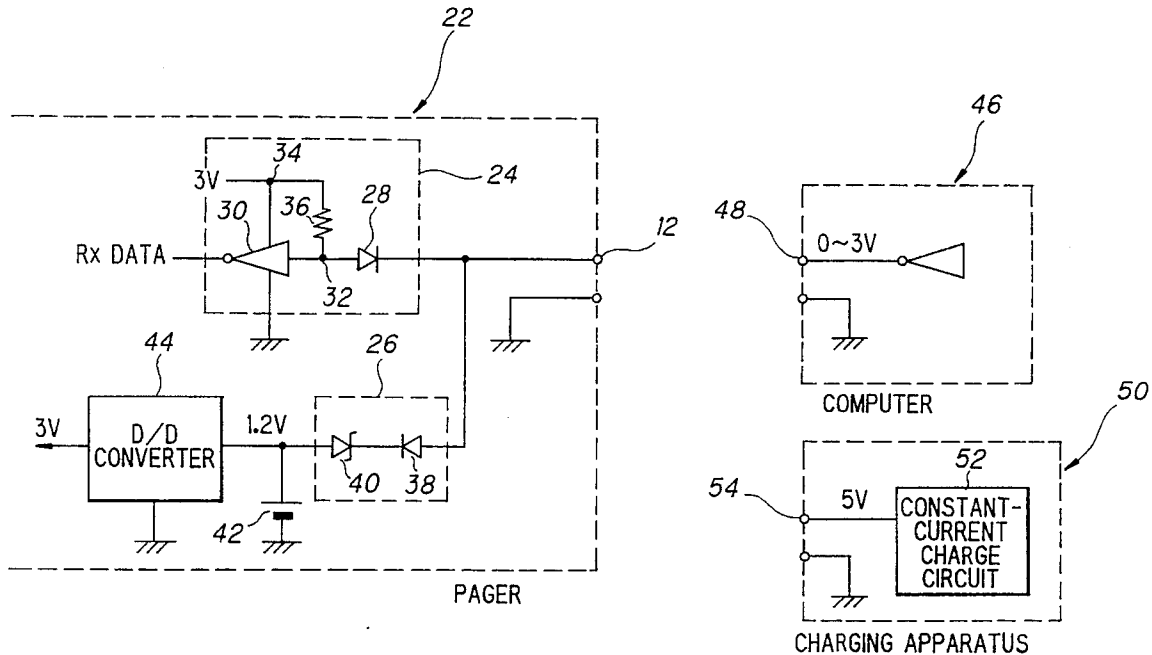 22
34
3V
24
36
28
30
Rx DATA
32
12
46
48
0~3V
COMPUTER
44
26
3V
D/D
CONVERTER
1.2V
40
38
42
PAGER
50
52
54
5V
CONSTANT-
CURRENT
CHARGE
CIRCUIT
CHARGING APPARATUS